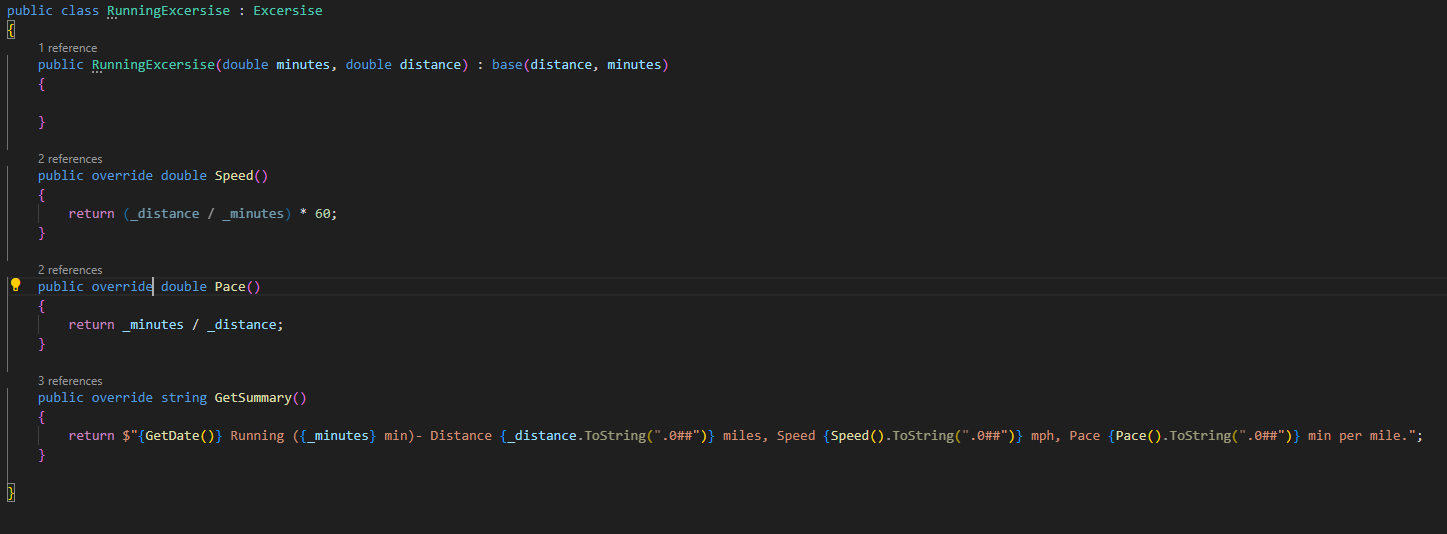 public class RunningExcersise : Excersise
{
1 reference
public RunningExcersise(double minutes, double distance) : base(distance, minutes)
{
}
2 references
public override double Speed()
{
return (_distance / _minutes) * 60;
}
2 references
public override double Pace()
{
return _minutes / _distance;
}
3 references
public override string GetSummary()
{
return $"{GetDate()} Running ({_minutes} min)- Distance {_distance.ToString(".0##")} miles, Speed {Speed().ToString(".0##")} mph, Pace {Pace().ToString(".0##")} min per mile.";
}
}